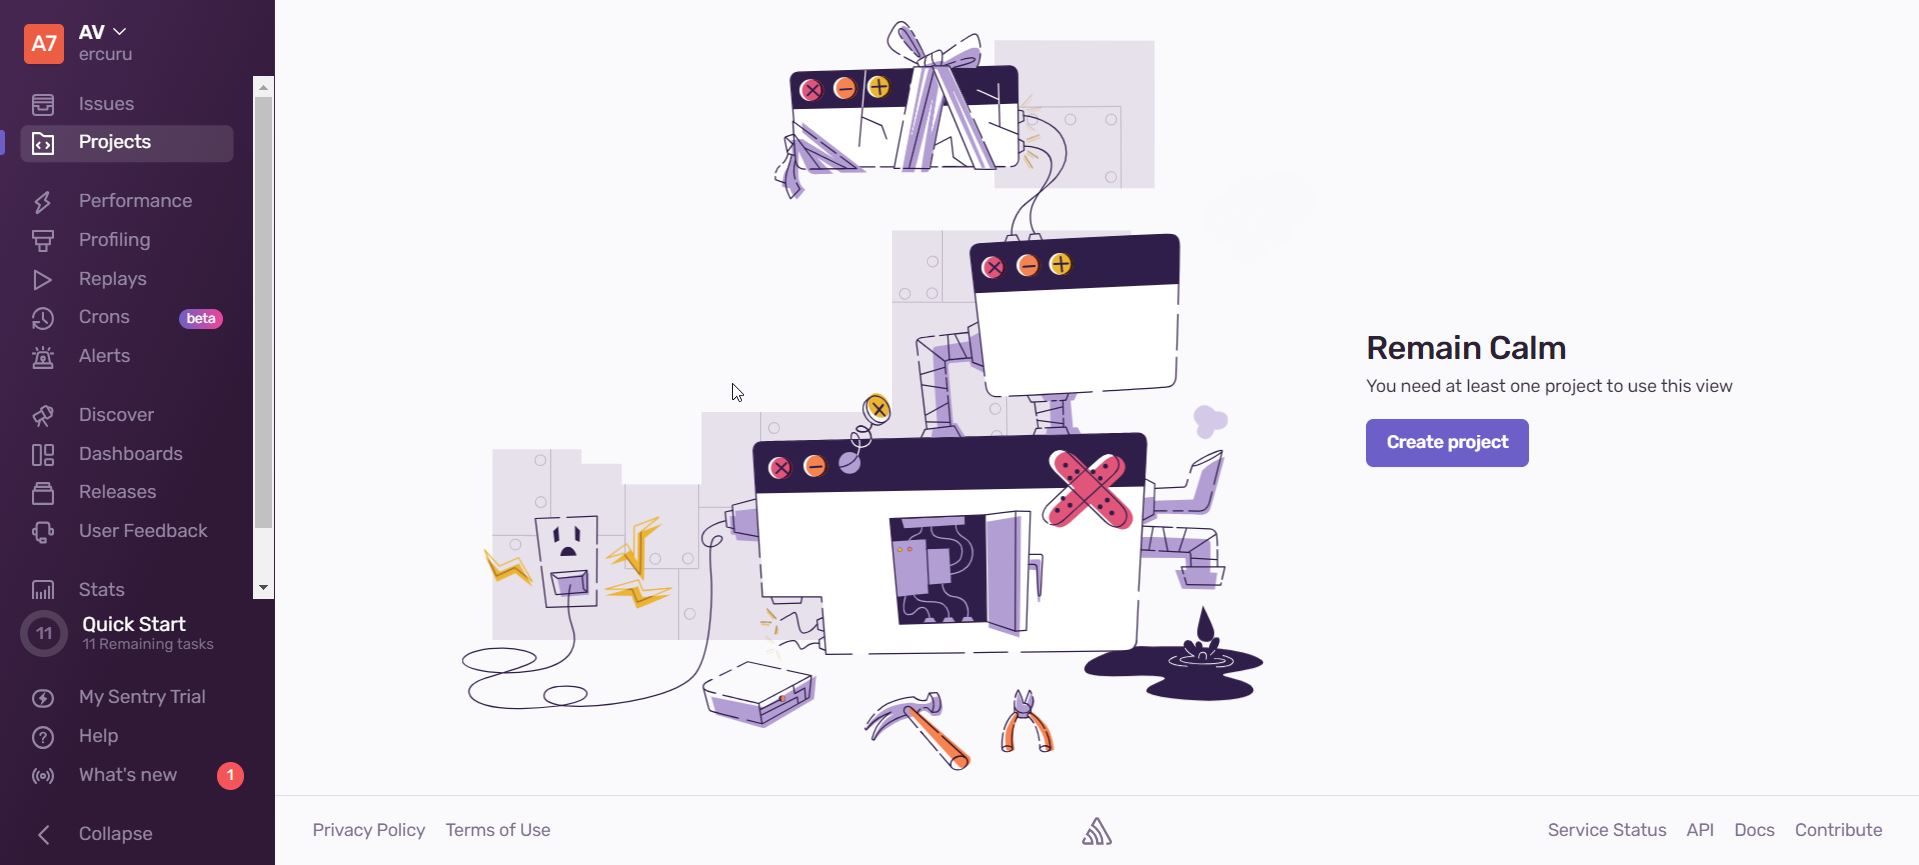 A7
AV
ercuru
Issues
Projects
Performance
Profiling
Replays
Crons beta
Alerts
Discover
Dashboards
Releases
User Feedback
Stats
11
Quick Start
11 Remaining tasks
My Sentry Trial
Help
What's new 1
Collapse
Remain Calm
You need at least one project to use this view
Create project
Privacy Policy Terms of Use Service Status API Docs Contribute